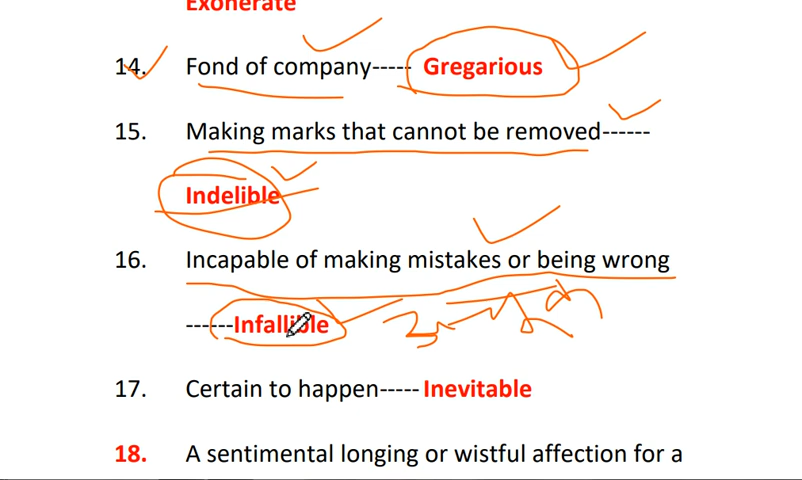 Exonerate
14. Fond of company----- Gregarious
15. Making marks that cannot be removed------
Indelible
16. Incapable of making mistakes or being wrong
------Infallible
17. Certain to happen----- Inevitable
18. A sentimental longing or wistful affection for a